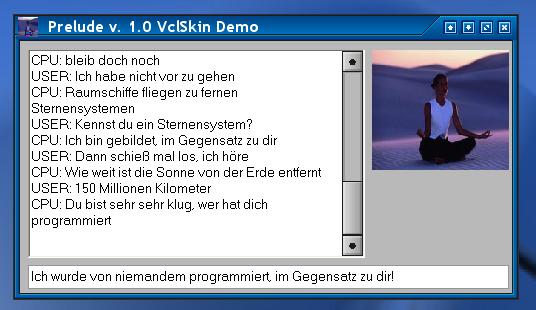 Prelude v. 1.0 VclSkin Demo
CPU: bleib doch noch
USER: Ich habe nicht vor zu gehen
CPU: Raumschiffe fliegen zu fernen
Sternensystemen
USER: Kennst du ein Sternensystem?
CPU: Ich bin gebildet, im Gegensatz zu dir
USER: Dann schieß mal los, ich höre
CPU: Wie weit ist die Sonne von der Erde entfernt
USER: 150 Millionen Kilometer
CPU: Du bist sehr sehr klug, wer hat dich
programmiert
Ich wurde von niemandem programmiert, im Gegensatz zu dir!